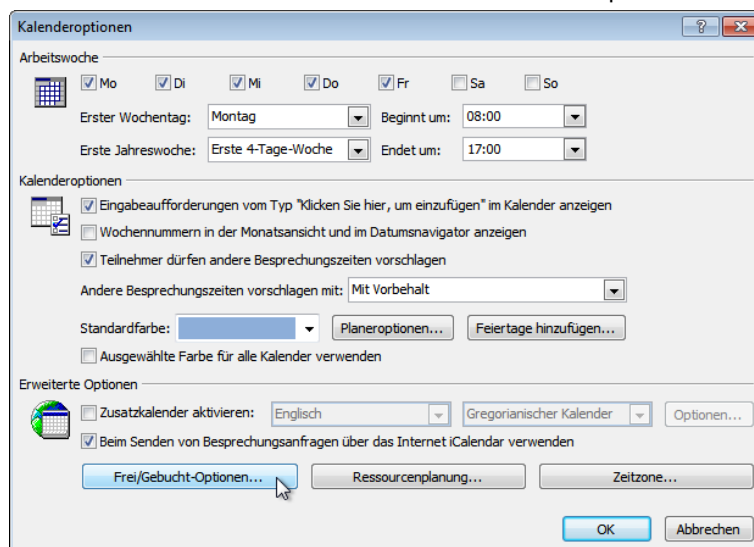 Kalenderoptionen
Arbeitswoche
Mo Di Mi Do Fr Sa So
Erster Wochentag: Montag Beginnt um: 08:00
Erste Jahreswoche: Erste 4-Tage-Woche Endet um: 17:00
Kalenderoptionen
Eingabeaufforderungen vom Typ "Klicken Sie hier, um einzufügen" im Kalender anzeigen
Wochennummern in der Monatsansicht und im Datumsnavigator anzeigen
Teilnehmer dürfen andere Besprechungszeiten vorschlagen
Andere Besprechungszeiten vorschlagen mit: Mit Vorbehalt
Standardfarbe: Planeroptionen... Feiertage hinzufügen...
Ausgewählte Farbe für alle Kalender verwenden
Erweiterte Optionen
Zusatzkalender aktivieren: Englisch Gregorianischer Kalender Optionen...
Beim Senden von Besprechungsanfragen über das Internet iCalendar verwenden
Frei/Gebucht-Optionen... Ressourcenplanung... Zeitzone...
OK Abbrechen